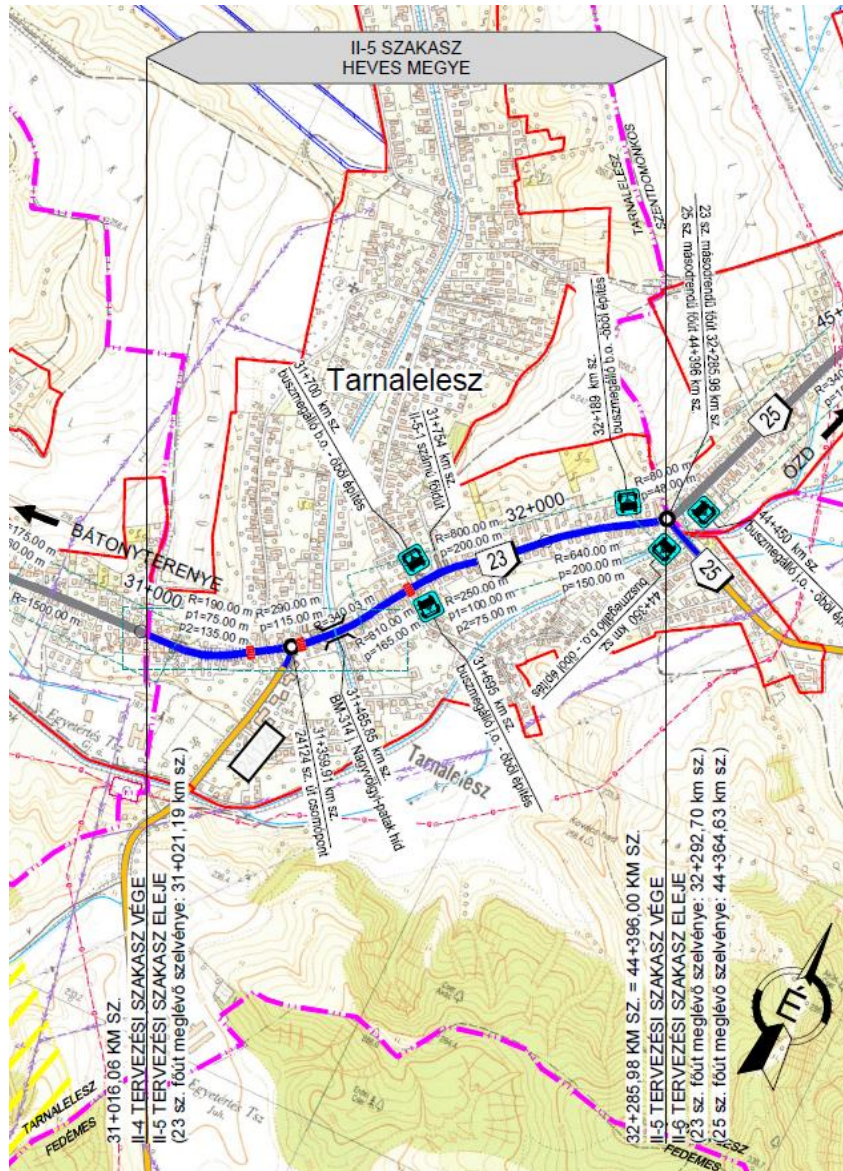 II-5 SZAKASZ
HEVES MEGYE
TARNALELESZ
SZENTDOMONKOS
23 sz. másodrendű főút 32+285.98 km sz.
25 sz. másodrendű főút 44+396 km sz.
Tarnalelesz
31+700 km sz.
buszmegálló b.o. - öböl építés
31+754 km sz.
II-5-1 számú földút
32+189 km sz.
buszmegálló b.o. - öböl építés
45+
25
ÓZD
BÁTONYTERENYE
31+000
32+000
23
25
R=1500.00 m
R=190.00 m
p1=75.00 m
p2=135.00 m
R=290.00 m
p=115.00 m
R=340.03 m
R=610.00 m
p=165.00 m
R=800.00 m
p=200.00 m
R=250.00 m
p1=100.00 m
p2=75.00 m
R=640.00 m
p=200.00 m
p=150.00 m
R=80.00 m
p=48.00 m
44+450 km sz.
buszmegálló j.o. - öböl építés
44+350 km sz.
buszmegálló b.o. - öböl építés
31+695 km sz.
buszmegálló j.o. - öböl építés
31+465.85 km sz.
BM-314 j. Nagyvölgyi-patak híd
31+359.91 km sz.
24124 sz. út csomópont
Egyetértés Tsz
Tarnalelesz
31+016,06 KM SZ.
II-4 TERVEZÉSI SZAKASZ VÉGE
II-5 TERVEZÉSI SZAKASZ ELEJE
(23 sz. főút meglévő szelvénye: 31+021,19 km sz.)
32+285,98 KM SZ. = 44+396,00 KM SZ.
II-5 TERVEZÉSI SZAKASZ VÉGE
II-6 TERVEZÉSI SZAKASZ ELEJE
(23 sz. főút meglévő szelvénye: 32+292,70 km sz.)
(25 sz. főút meglévő szelvénye: 44+364,63 km sz.)
É
Egyetértés Tsz
TARNALELESZ
FEDÉMES
FEDÉMES